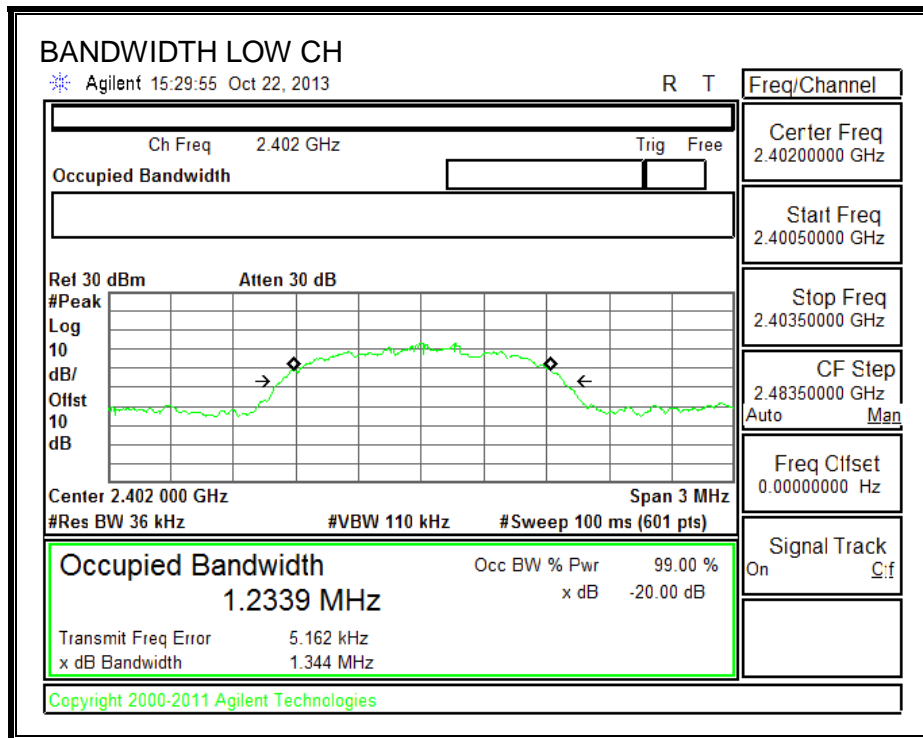 BANDWIDTH LOW CH
Agilent 15:29:55 Oct 22, 2013
R T
Freq/Channel
Ch Freq 2.402 GHz
Trig Free
Occupied Bandwidth
Center Freq
2.40200000 GHz
Start Freq
2.40050000 GHz
Stop Freq
2.40350000 GHz
CF Step
2.48350000 GHz
Auto Man
Freq Offset
0.00000000 Hz
Signal Track
On Off
Ref 30 dBm
Atten 30 dB
#Peak
Log
10
dB/
Offst
10
dB
Center 2.402 000 GHz
Span 3 MHz
#Res BW 36 kHz
#VBW 110 kHz
#Sweep 100 ms (601 pts)
Occupied Bandwidth
1.2339 MHz
Occ BW % Pwr 99.00 %
x dB -20.00 dB
Transmit Freq Error 5.162 kHz
x dB Bandwidth 1.344 MHz
Copyright 2000-2011 Agilent Technologies